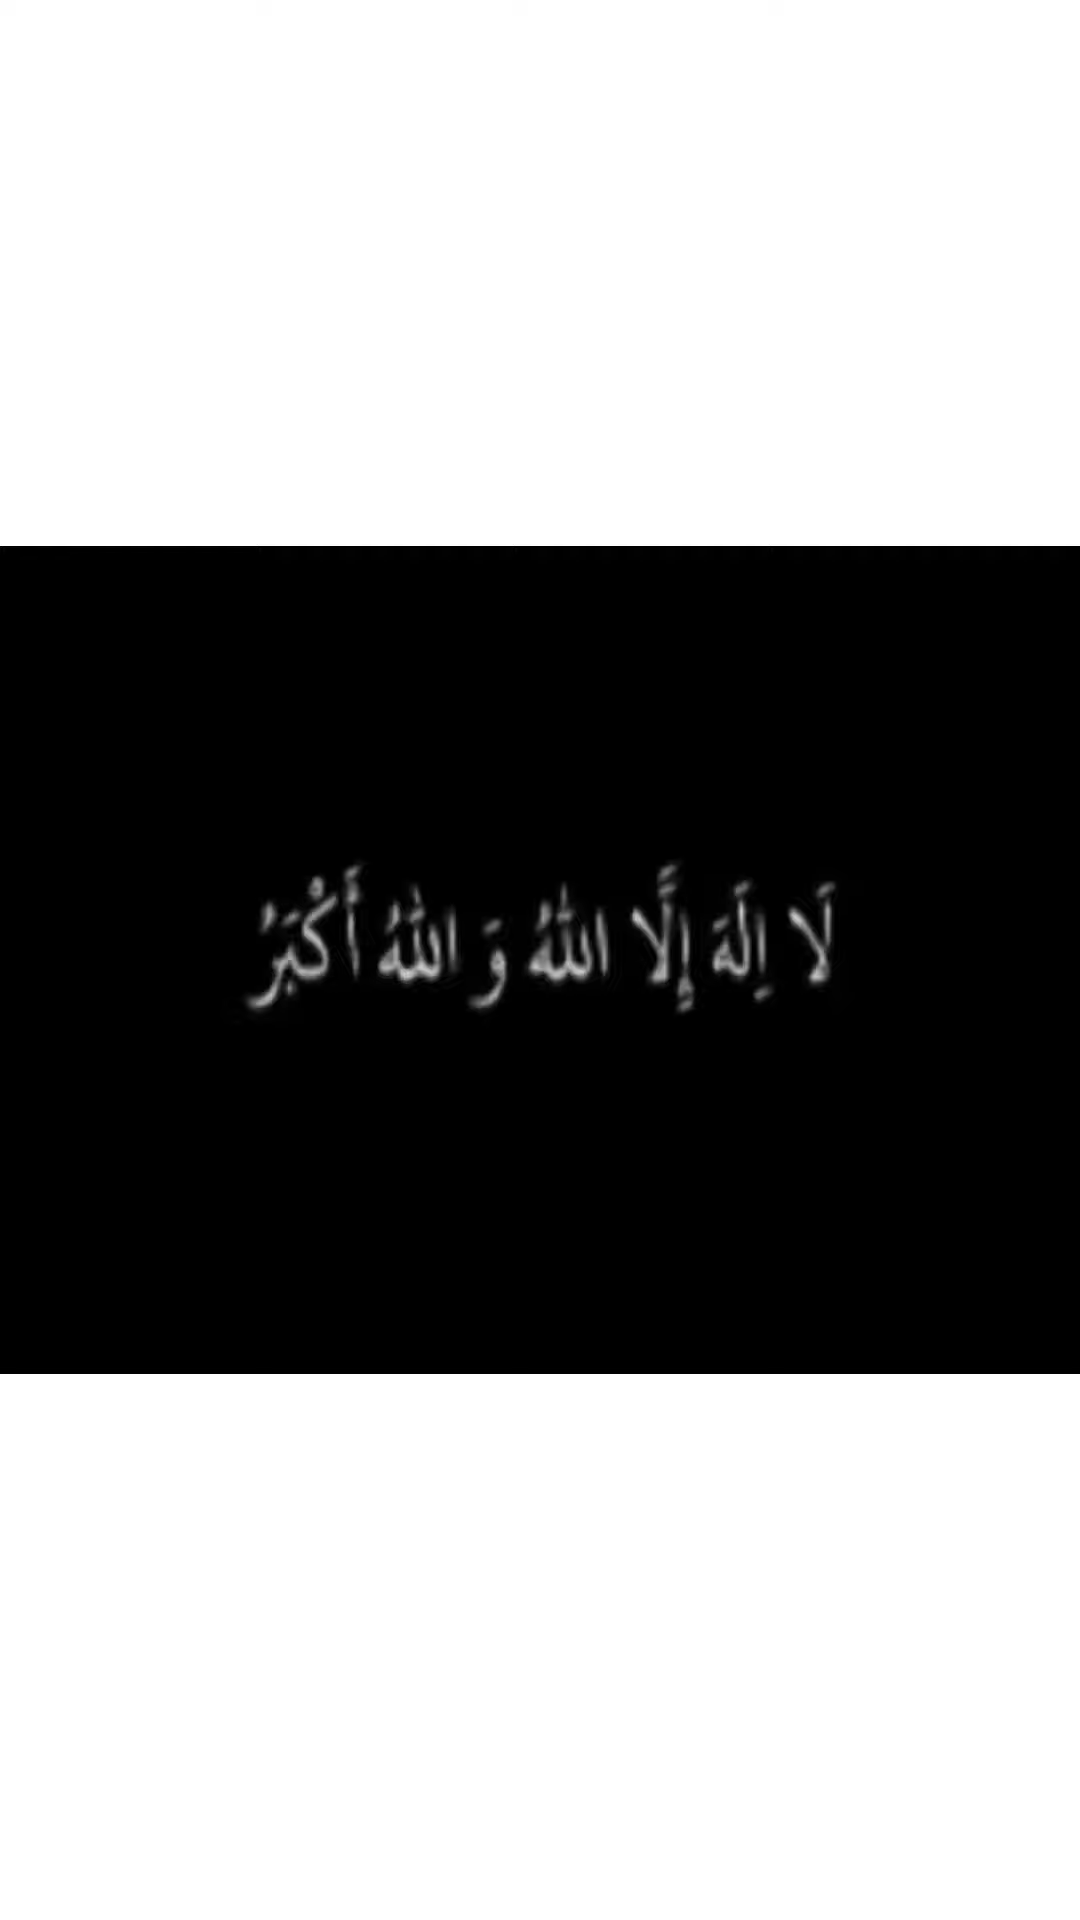 لَا اِلَهَ إِلَّا اللهُ وَ اللهُ أَكْبَرُ